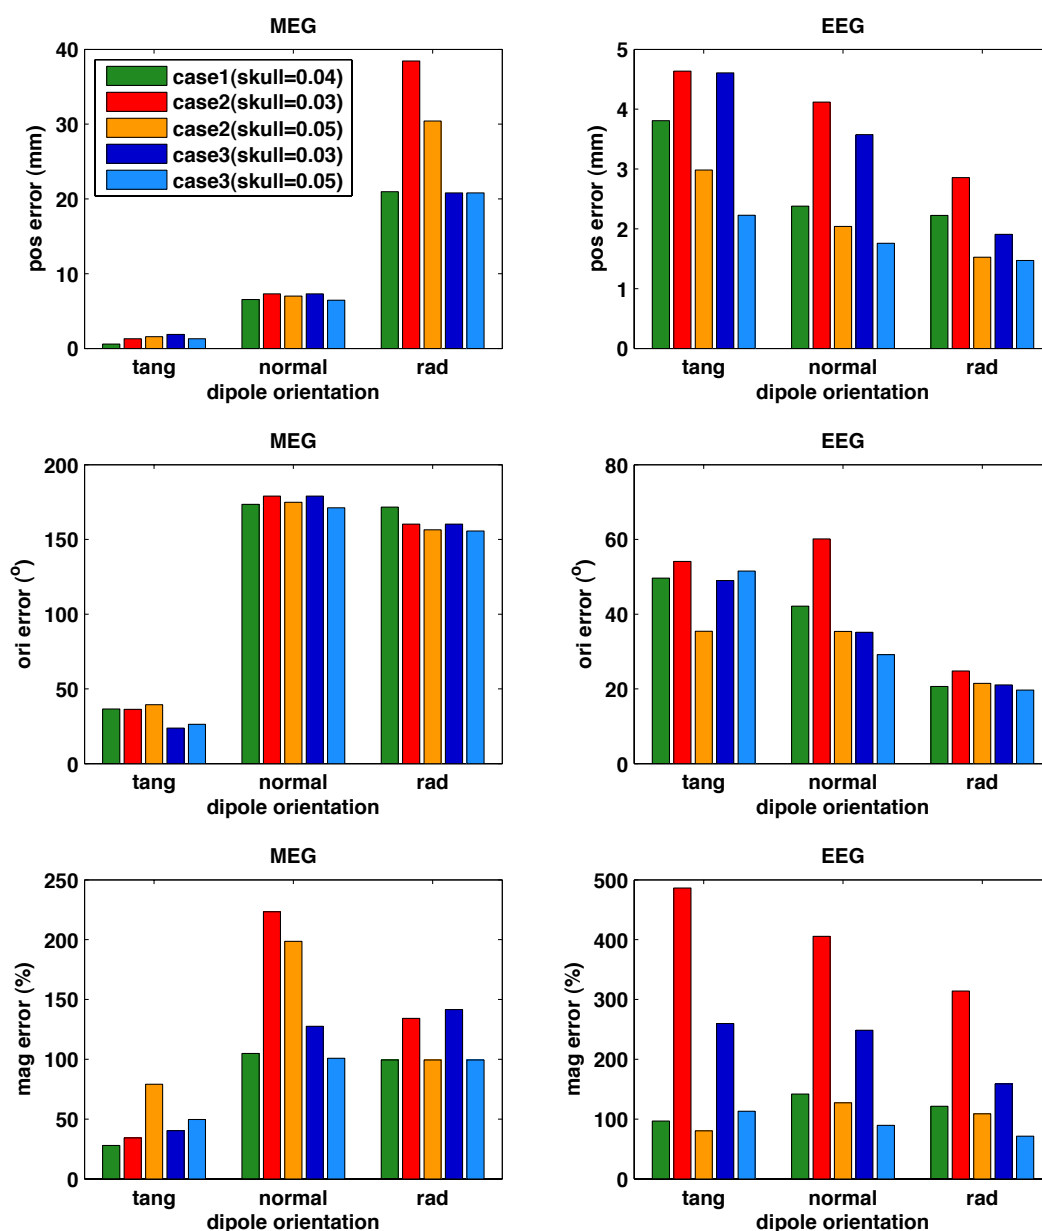 MEG
40
30
20
10
0
pos error (mm)
case1(skull=0.04)
case2(skull=0.03)
case2(skull=0.05)
case3(skull=0.03)
case3(skull=0.05)
tang normal rad
dipole orientation
EEG
5
4
3
2
1
0
pos error (mm)
tang normal rad
dipole orientation
MEG
200
150
100
50
0
ori error (°)
tang normal rad
dipole orientation
EEG
80
60
40
20
0
ori error (°)
tang normal rad
dipole orientation
MEG
250
200
150
100
50
0
mag error (%)
tang normal rad
dipole orientation
EEG
500
400
300
200
100
0
mag error (%)
tang normal rad
dipole orientation